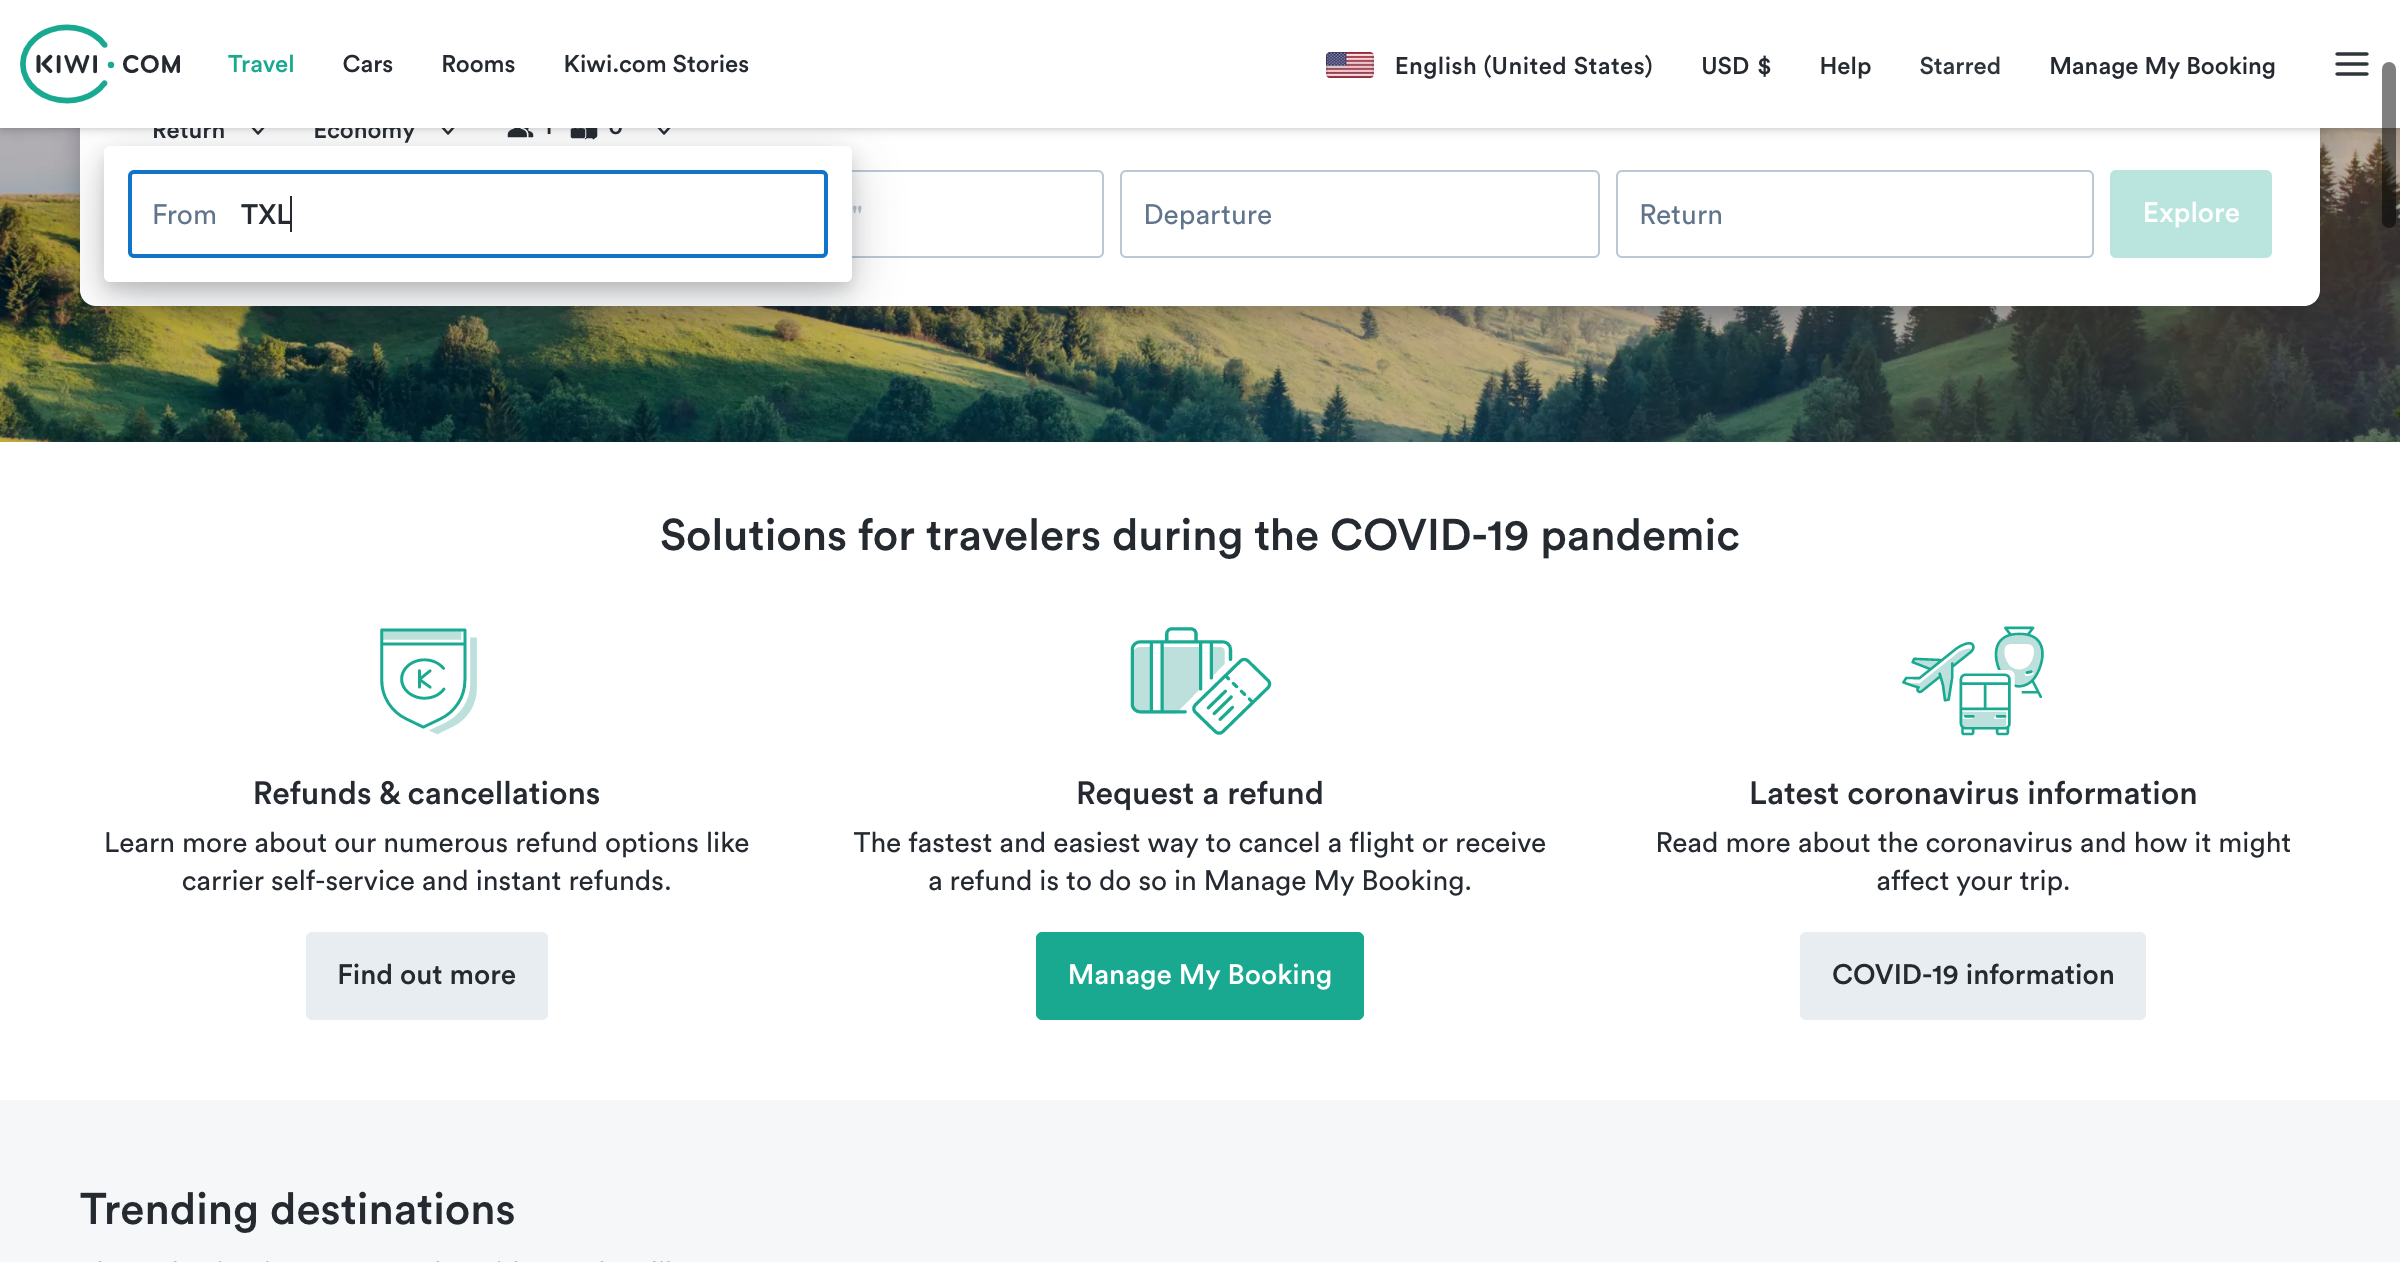 KIWI.COM Travel Cars Rooms Kiwi.com Stories English (United States) USD $ Help Starred Manage My Booking
Return Economy 1 0
From TXL Departure Return Explore
Solutions for travelers during the COVID-19 pandemic
Refunds & cancellations
Learn more about our numerous refund options like
carrier self-service and instant refunds.
Find out more
Request a refund
The fastest and easiest way to cancel a flight or receive
a refund is to do so in Manage My Booking.
Manage My Booking
Latest coronavirus information
Read more about the coronavirus and how it might
affect your trip.
COVID-19 information
Trending destinations